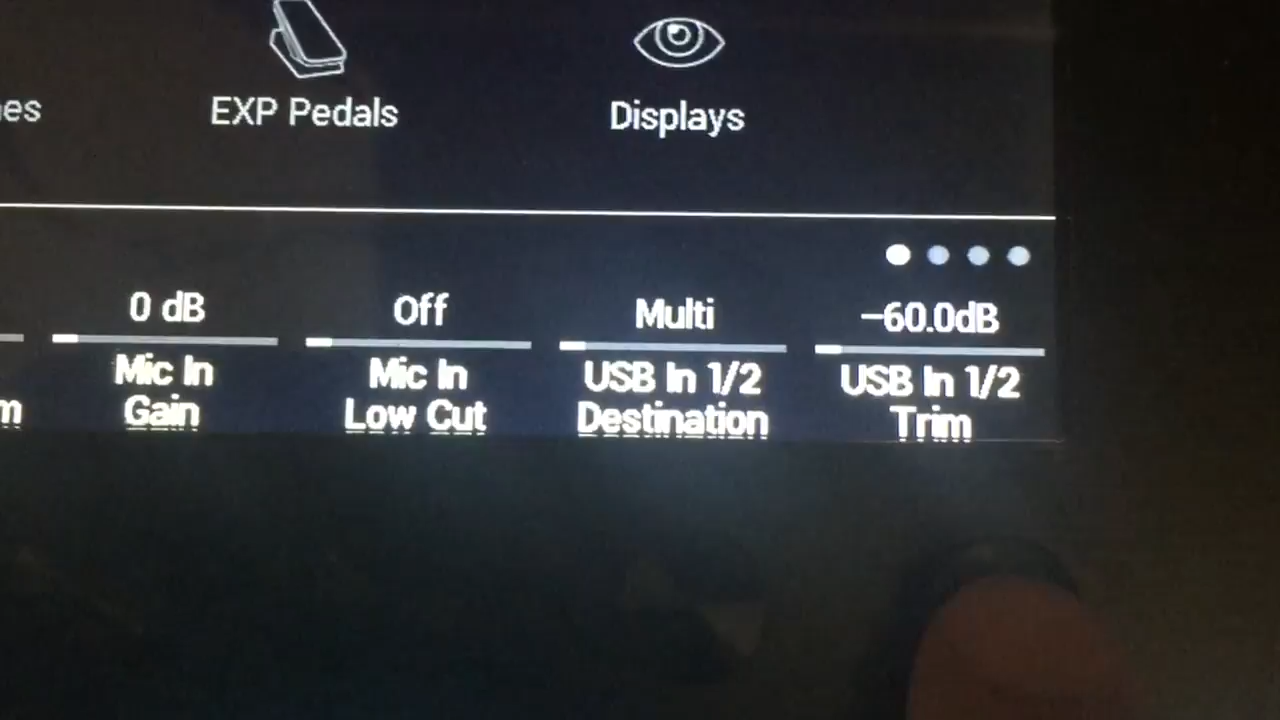 EXP Pedals
Displays
0 dB
Off
Multi
–60.0dB
Mic In
Gain
Mic In
Low Cut
USB In 1/2
Destination
USB In 1/2
Trim